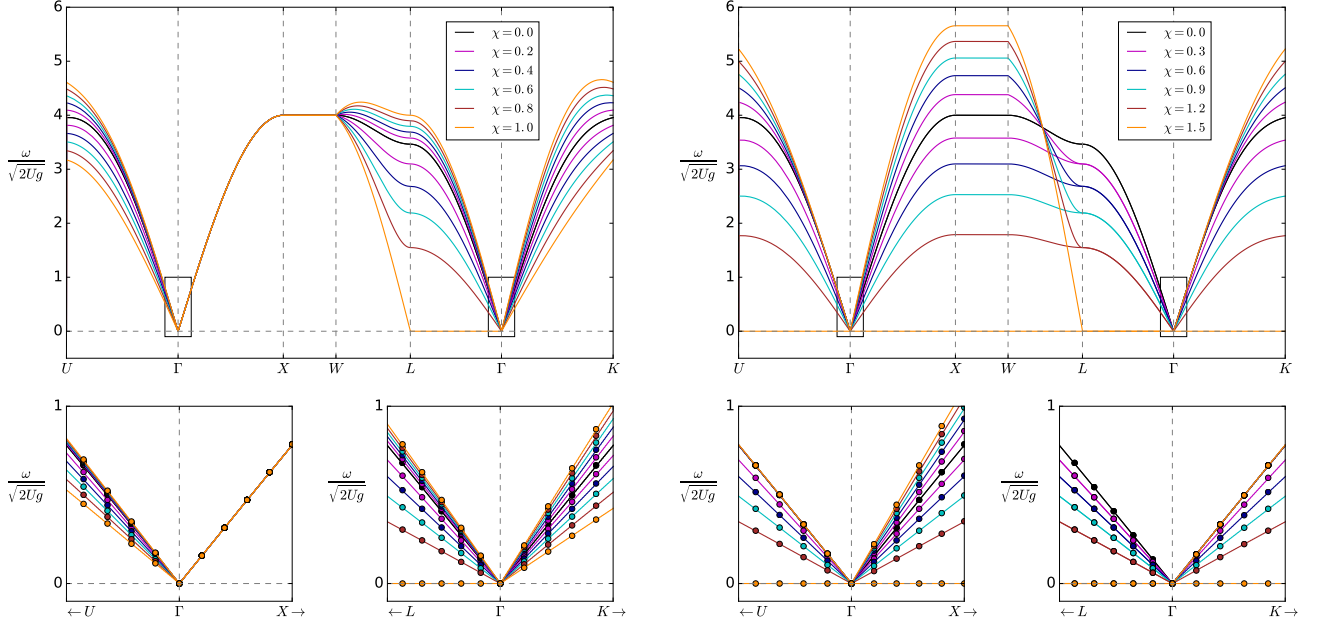 6
5
4
3
2
1
0
ω/√2Ug
χ = 0.0
χ = 0.2
χ = 0.4
χ = 0.6
χ = 0.8
χ = 1.0
U Γ X W L Γ K
6
5
4
3
2
1
0
ω/√2Ug
χ = 0.0
χ = 0.3
χ = 0.6
χ = 0.9
χ = 1.2
χ = 1.5
U Γ X W L Γ K
1
0
ω/√2Ug
←U Γ X→
1
0
ω/√2Ug
←L Γ K→
1
0
ω/√2Ug
←U Γ X→
1
0
ω/√2Ug
←L Γ K→